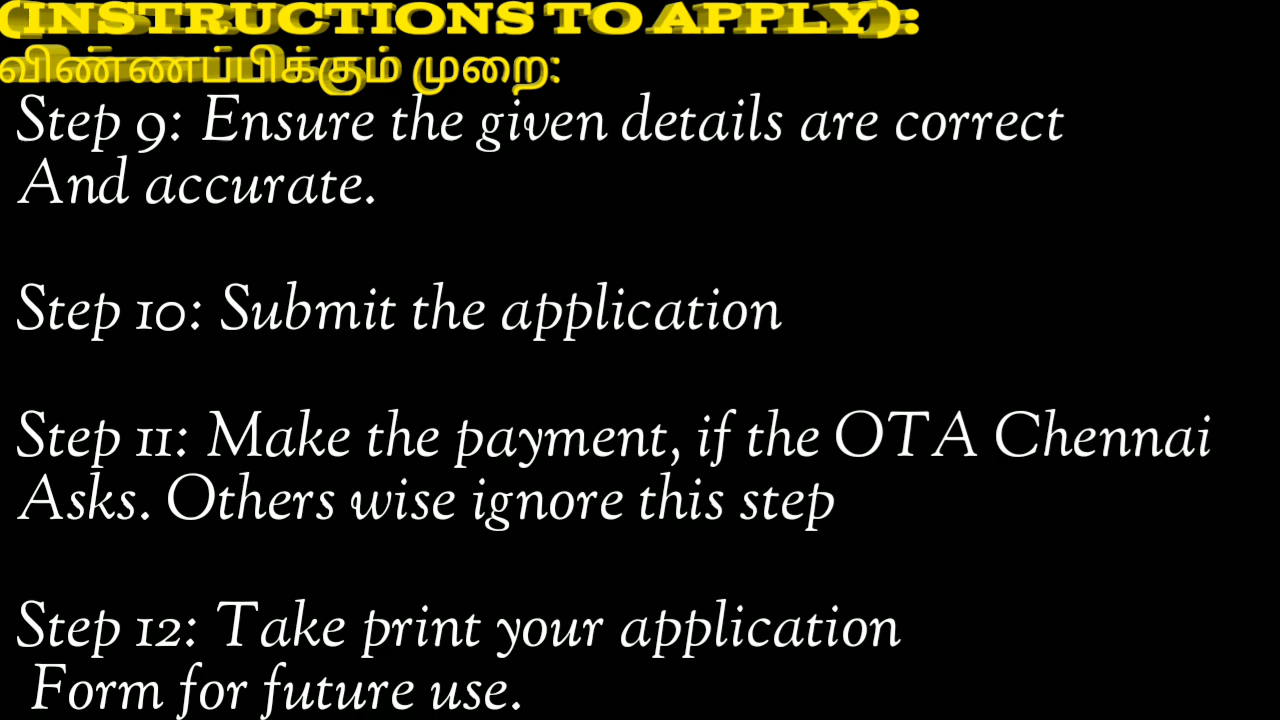 (INSTRUCTIONS TO APPLY):
விண்ணப்பிக்கும் முறை:
Step 9: Ensure the given details are correct
And accurate.
Step 10: Submit the application
Step 11: Make the payment, if the OTA Chennai
Asks. Others wise ignore this step
Step 12: Take print your application
Form for future use.